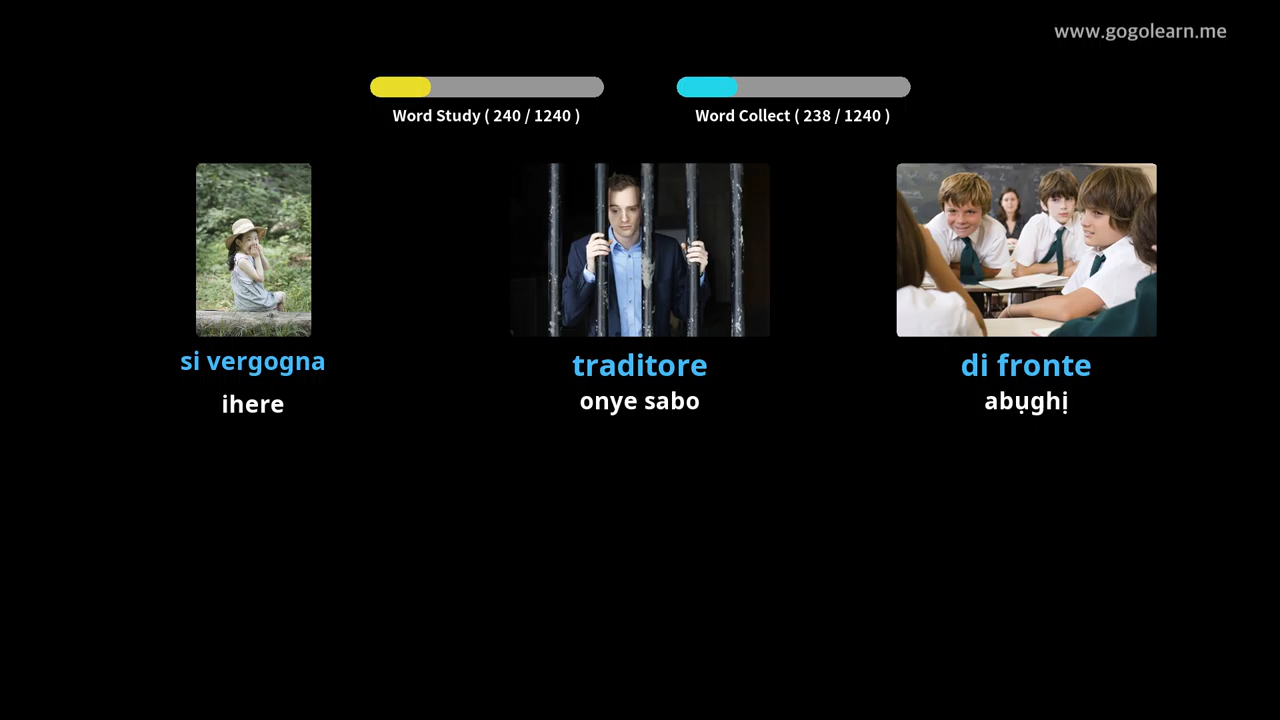 www.gogolearn.me
Word Study ( 240 / 1240 )
Word Collect ( 238 / 1240 )
si vergogna
ihere
traditore
onye sabo
di fronte
abụghị